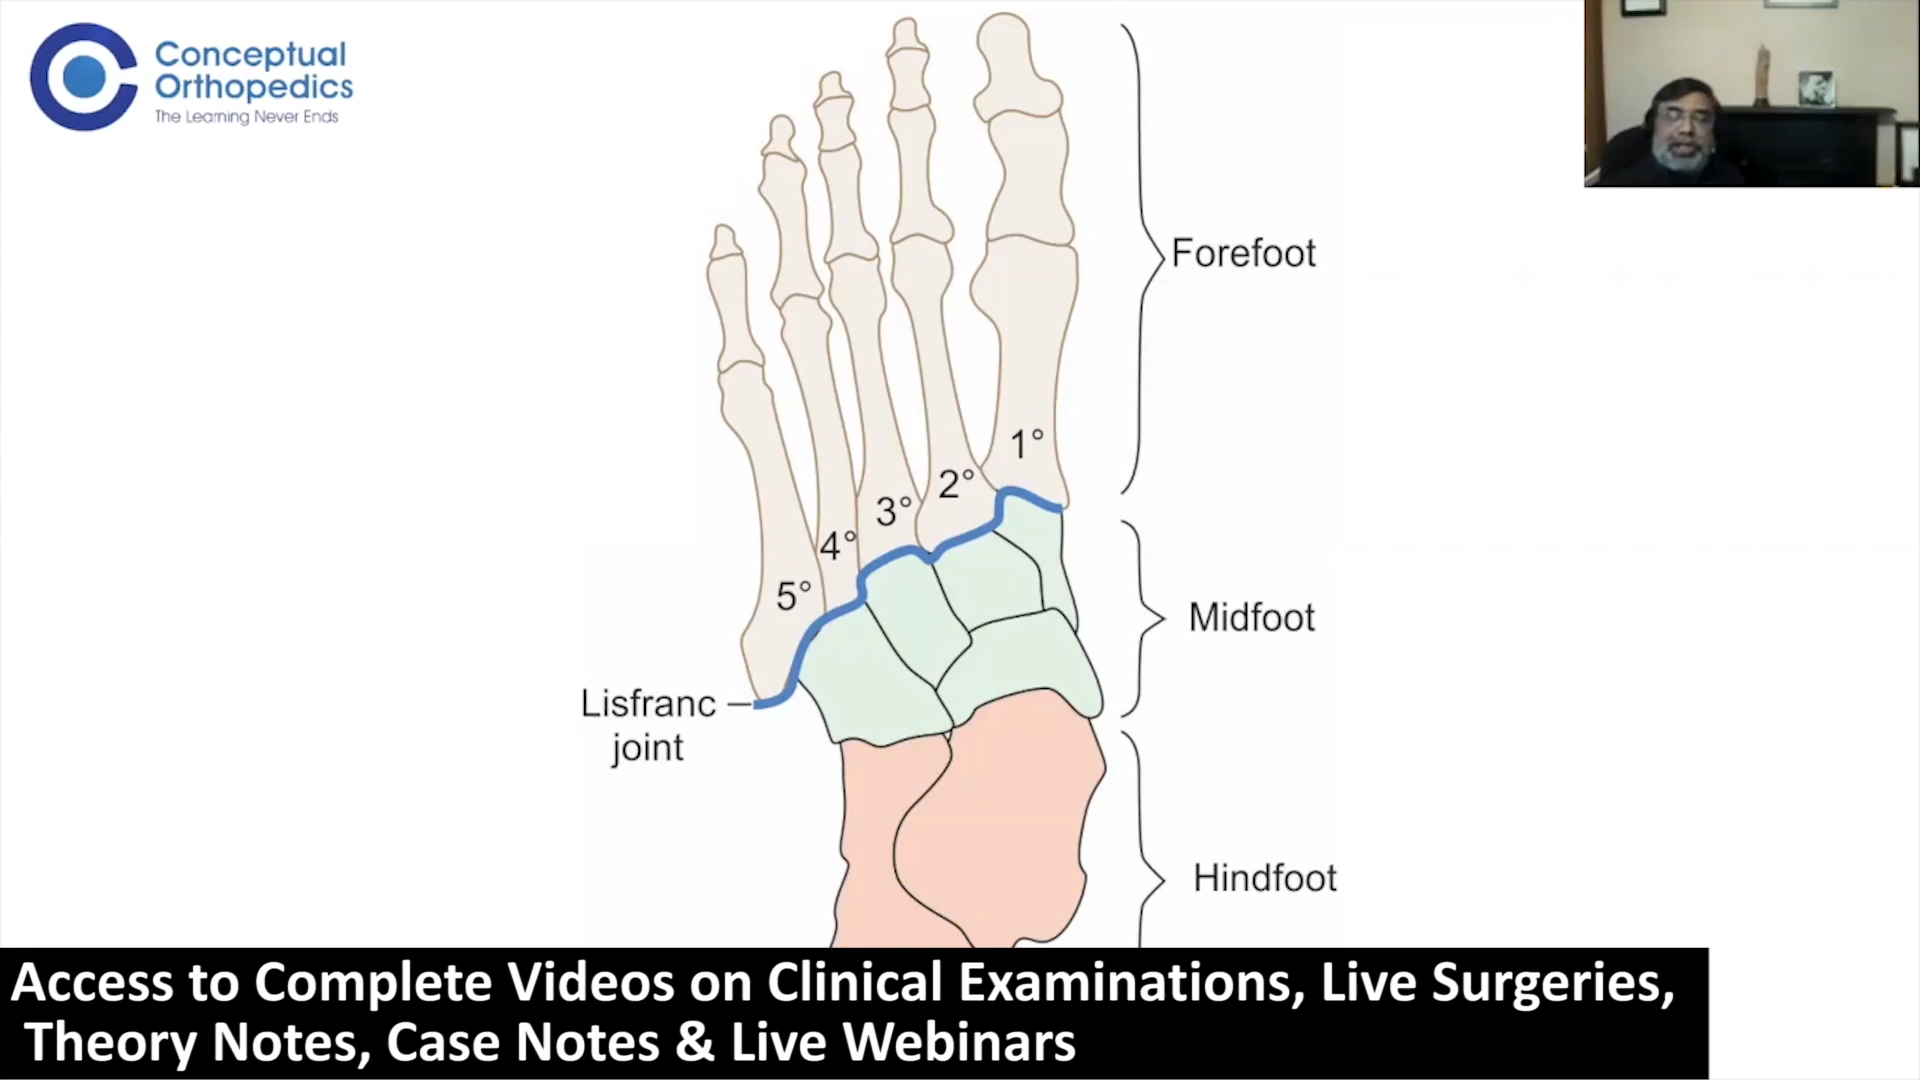 Conceptual
Orthopedics
The Learning Never Ends
Forefoot
1°
2°
3°
4°
5°
Midfoot
Lisfranc
joint
Hindfoot
Access to Complete Videos on Clinical Examinations, Live Surgeries,
Theory Notes, Case Notes & Live Webinars